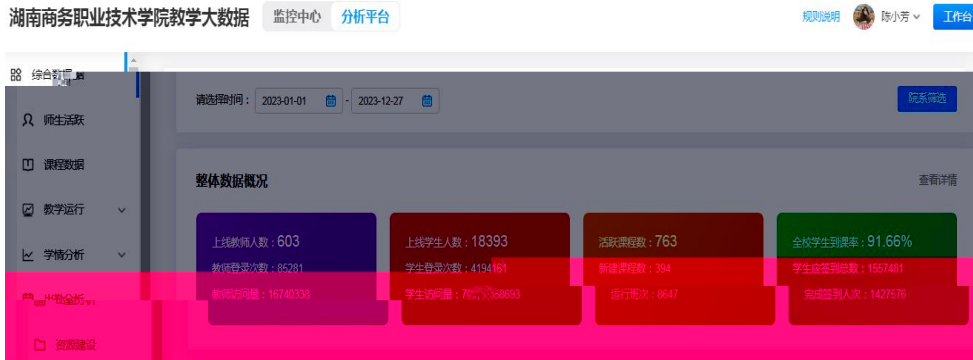 湖南商务职业技术学院教学大数据 监控中心 分析平台 规则说明 陈小芳 工作台
综合数据
请选择时间： 2023-01-01 - 2023-12-27 院系筛选
师生活跃
课程数据
整体数据概况 查看详情
教学运行
上线教师人数：603 上线学生人数：18393 活跃课程数：763 全校学生到课率：91.66%
学情分析
教师登录次数：85281 学生登录次数：4194161 新建课程数：394 学生应签到总数：1557481
教师访问量：16740338 学生访问量： 运行班次：8647 完成签到人次：1427576
资源建设